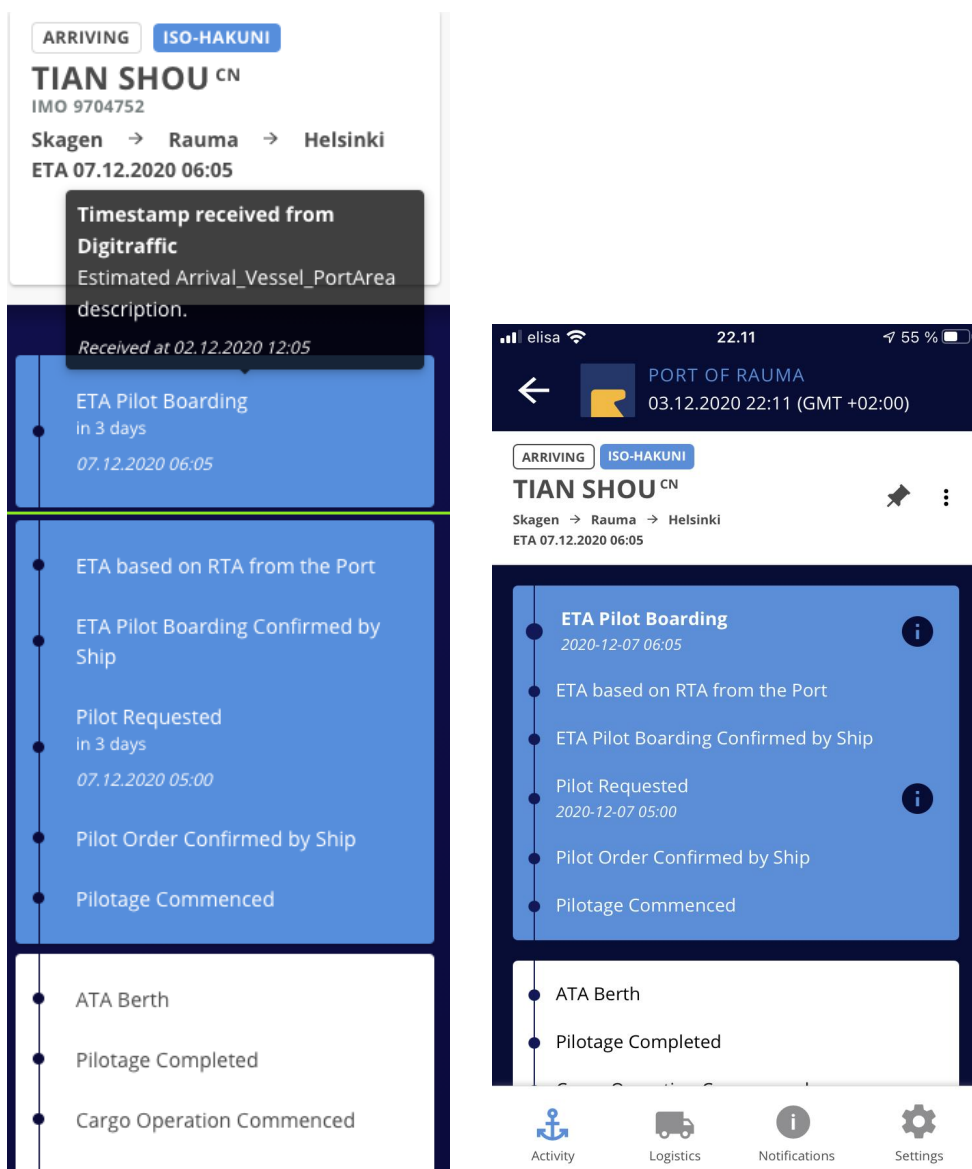 ARRIVING ISO-HAKUNI
TIAN SHOU CN
IMO 9704752
Skagen → Rauma → Helsinki
ETA 07.12.2020 06:05
Timestamp received from
Digitraffic
Estimated Arrival_Vessel_PortArea
description.
Received at 02.12.2020 12:05
ETA Pilot Boarding
in 3 days
07.12.2020 06:05
ETA based on RTA from the Port
ETA Pilot Boarding Confirmed by
Ship
Pilot Requested
in 3 days
07.12.2020 05:00
Pilot Order Confirmed by Ship
Pilotage Commenced
ATA Berth
Pilotage Completed
Cargo Operation Commenced
elisa 22.11 55 %
PORT OF RAUMA
03.12.2020 22:11 (GMT +02:00)
ARRIVING ISO-HAKUNI
TIAN SHOU CN
Skagen → Rauma → Helsinki
ETA 07.12.2020 06:05
ETA Pilot Boarding
2020-12-07 06:05
ETA based on RTA from the Port
ETA Pilot Boarding Confirmed by Ship
Pilot Requested
2020-12-07 05:00
Pilot Order Confirmed by Ship
Pilotage Commenced
ATA Berth
Pilotage Completed
Activity Logistics Notifications Settings